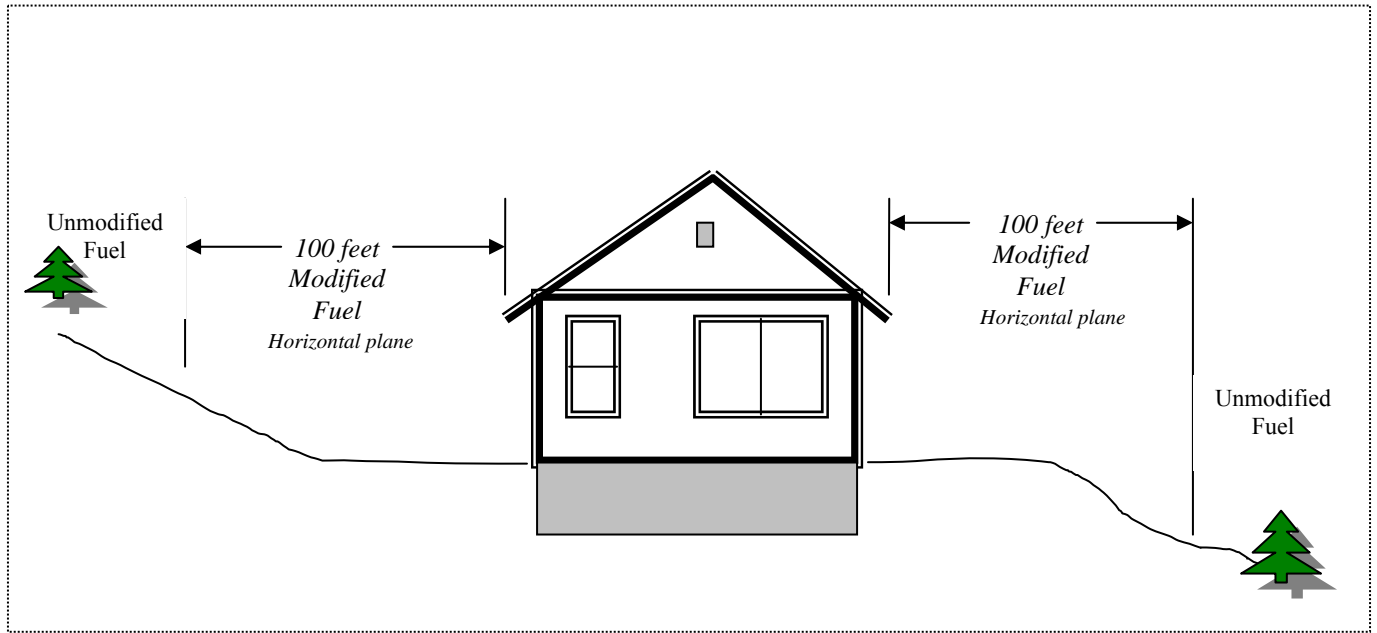 Unmodified
Fuel
100 feet
Modified
Fuel
Horizontal plane
100 feet
Modified
Fuel
Horizontal plane
Unmodified
Fuel